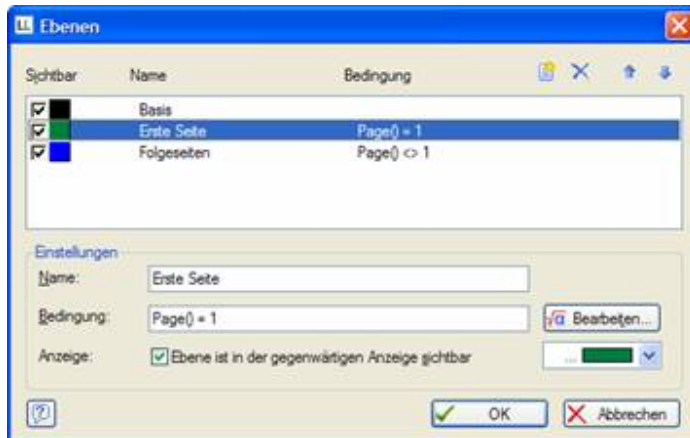 LL Ebenen
Sichtbar Name Bedingung
Basis
Erste Seite Page() = 1
Folgeseiten Page() <> 1
Einstellungen
Name: Erste Seite
Bedingung: Page() = 1 √α Bearbeiten...
Anzeige: Ebene ist in der gegenwärtigen Anzeige sichtbar ...
? OK Abbrechen